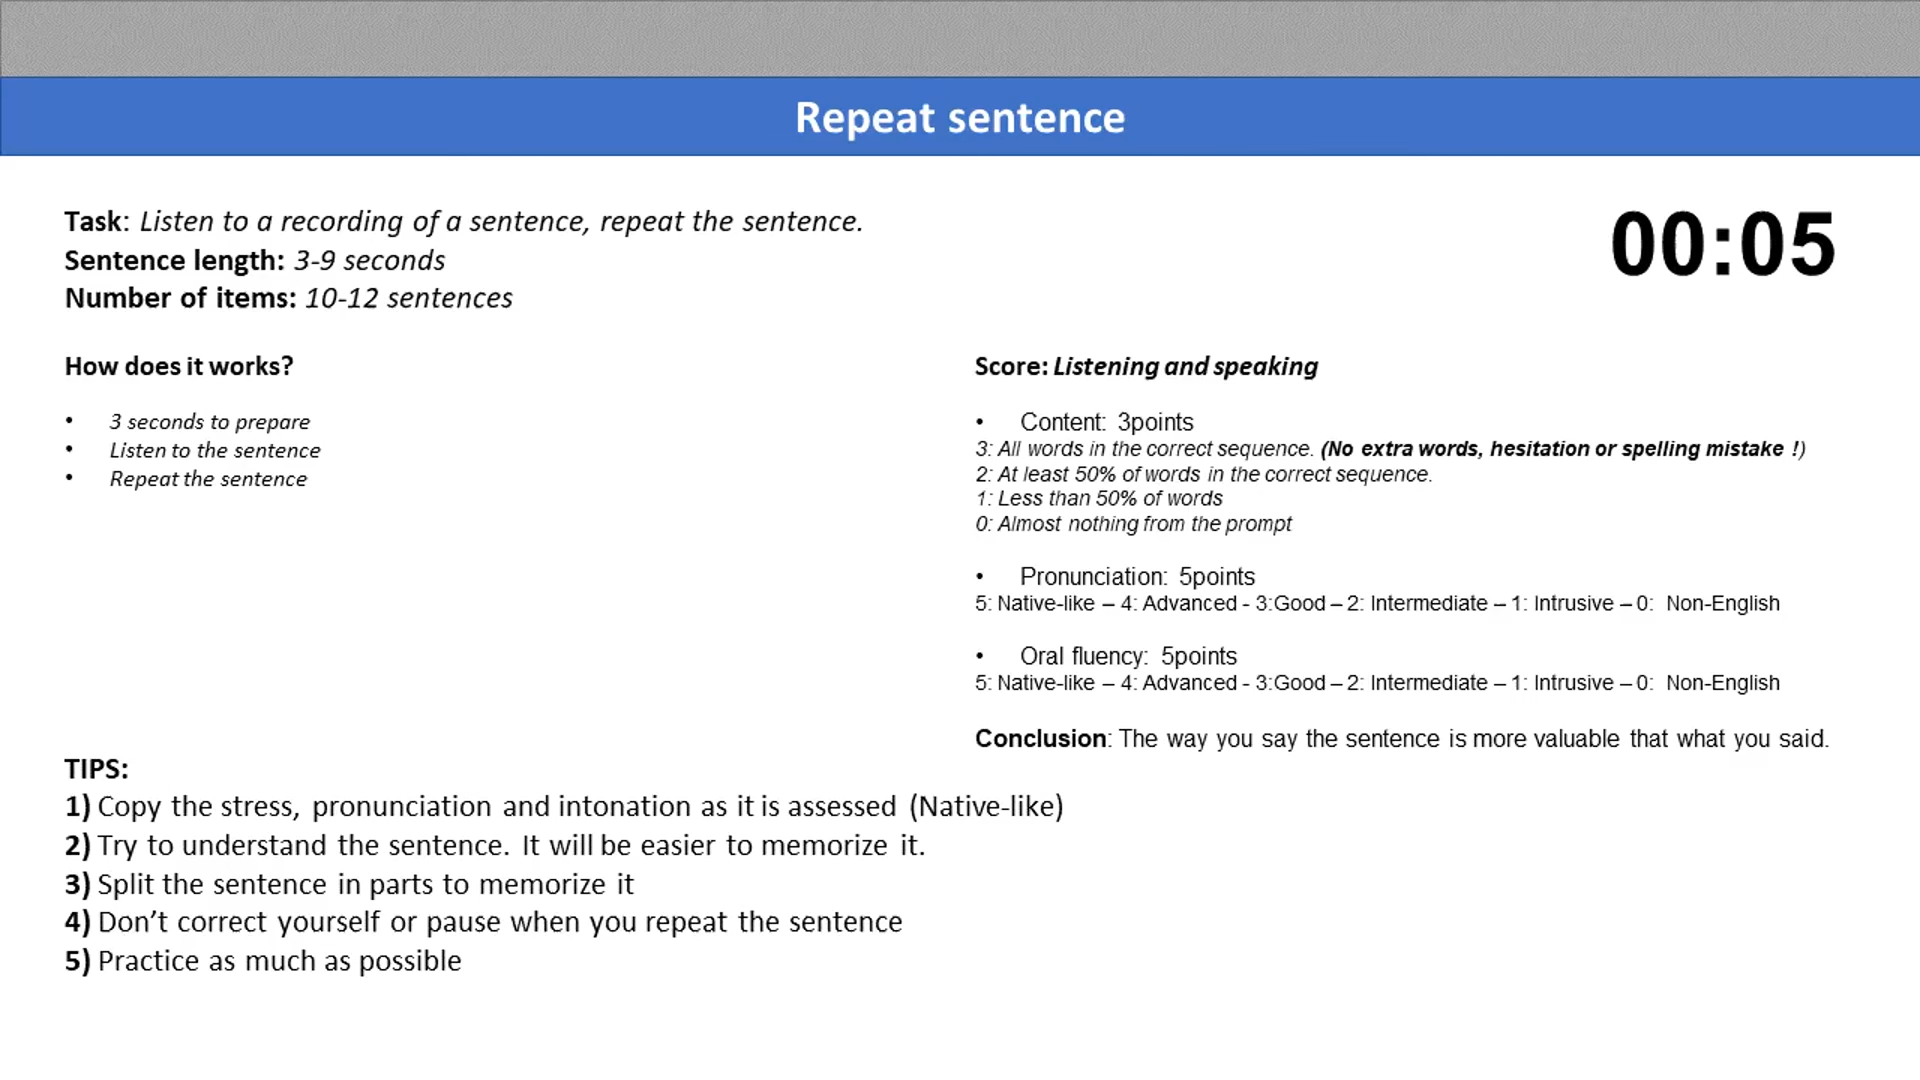 Repeat sentence
Task: Listen to a recording of a sentence, repeat the sentence.
Sentence length: 3-9 seconds
Number of items: 10-12 sentences
00:05
How does it works?
• 3 seconds to prepare
• Listen to the sentence
• Repeat the sentence
Score: Listening and speaking
• Content: 3points
3: All words in the correct sequence. (No extra words, hesitation or spelling mistake !)
2: At least 50% of words in the correct sequence.
1: Less than 50% of words
0: Almost nothing from the prompt
• Pronunciation: 5points
5: Native-like – 4: Advanced - 3:Good – 2: Intermediate – 1: Intrusive – 0: Non-English
• Oral fluency: 5points
5: Native-like – 4: Advanced - 3:Good – 2: Intermediate – 1: Intrusive – 0: Non-English
Conclusion: The way you say the sentence is more valuable that what you said.
TIPS:
1) Copy the stress, pronunciation and intonation as it is assessed (Native-like)
2) Try to understand the sentence. It will be easier to memorize it.
3) Split the sentence in parts to memorize it
4) Don’t correct yourself or pause when you repeat the sentence
5) Practice as much as possible